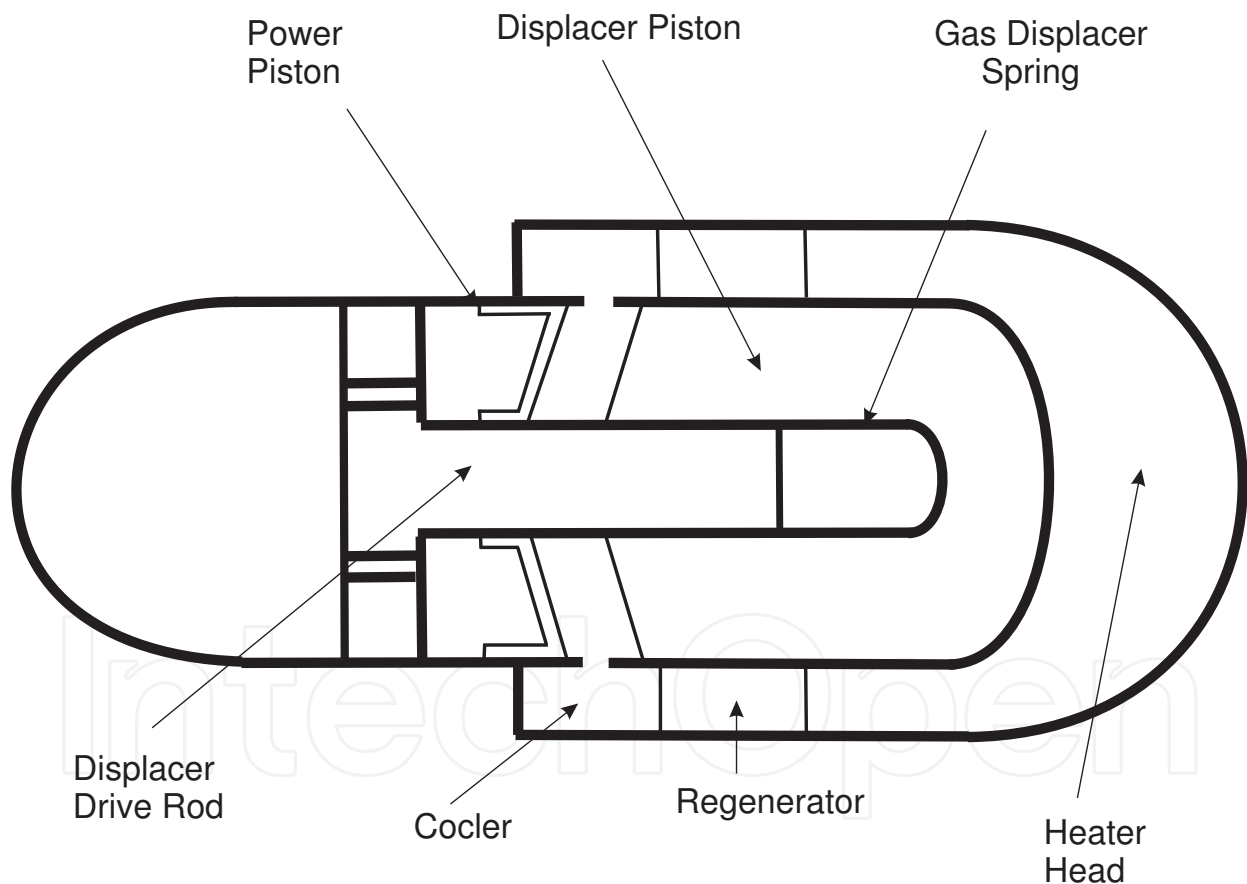 Power
Piston
Displacer Piston
Gas Displacer
Spring
Displacer
Drive Rod
Cocler
Regenerator
Heater
Head
IntechOpen